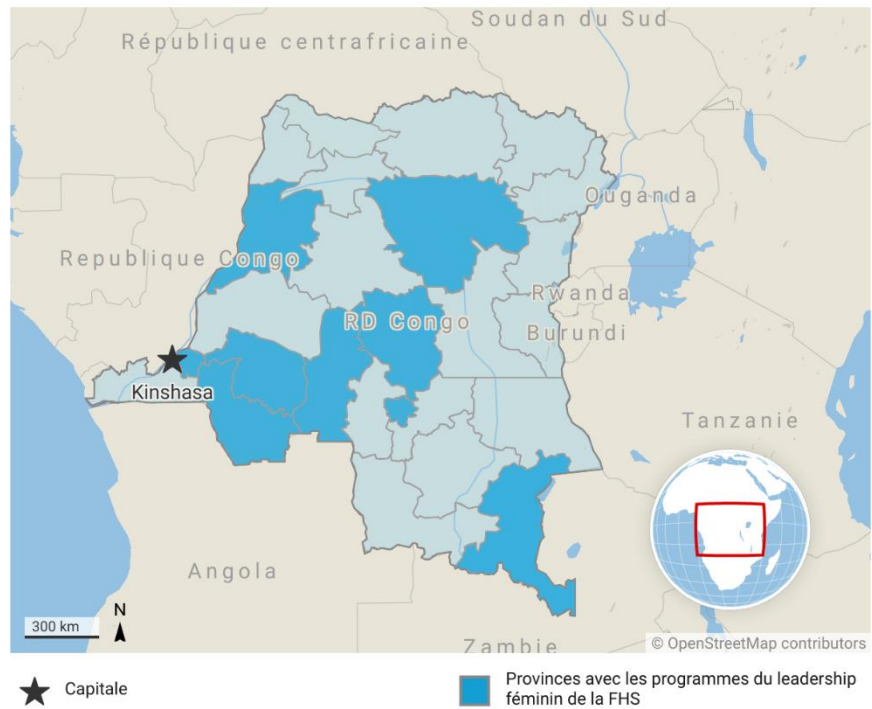 Soudan du Sud
République centrafricaine
Ouganda
Republique Congo
Rwanda
RD Congo
Burundi
Kinshasa
Tanzanie
Angola
N
300 km
Zambie
© OpenStreetMap contributors
Capitale
Provinces avec les programmes du leadership
féminin de la FHS